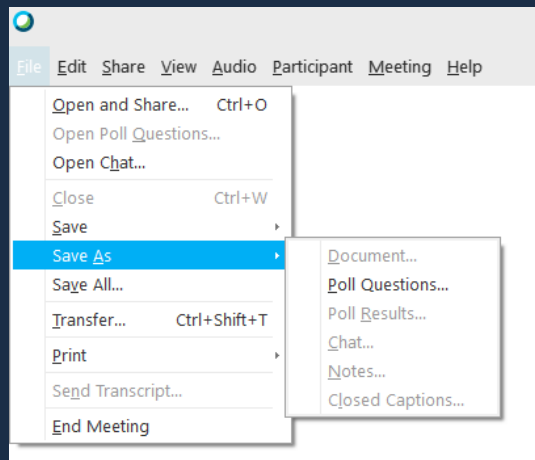 File Edit Share View Audio Participant Meeting Help
Open and Share... Ctrl+O
Open Poll Questions...
Open Chat...
Close Ctrl+W
Save
Save As
Save All...
Transfer... Ctrl+Shift+T
Print
Send Transcript...
End Meeting
Document...
Poll Questions...
Poll Results...
Chat...
Notes...
Closed Captions...